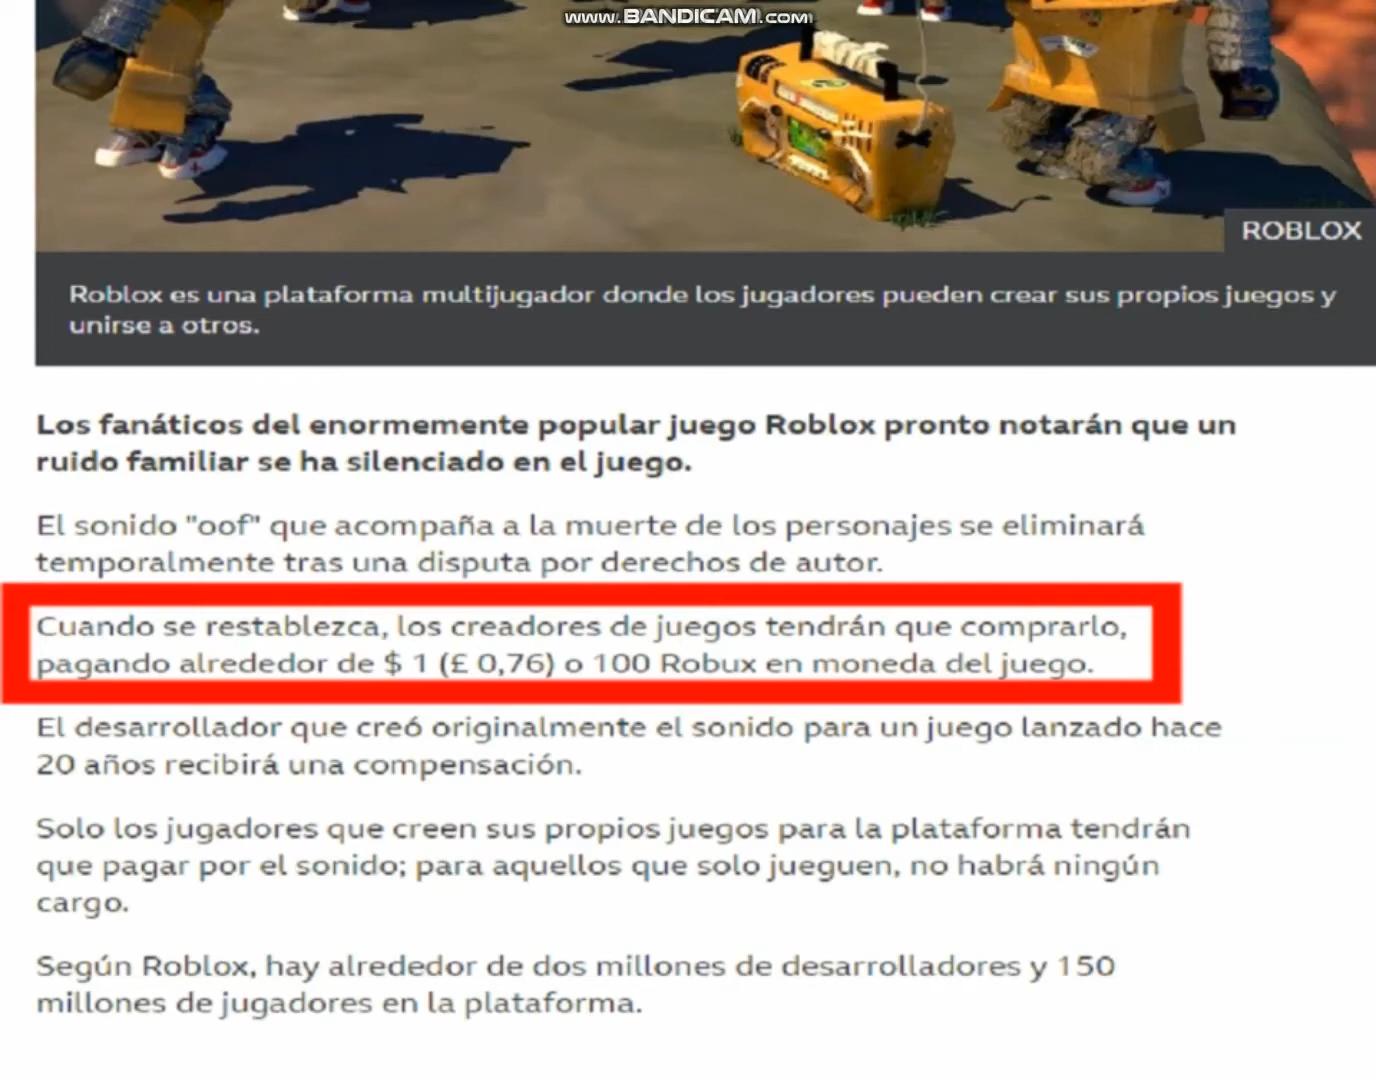 www.BANDICAM.com
ROBLOX
Roblox es una plataforma multijugador donde los jugadores pueden crear sus propios juegos y
unirse a otros.
Los fanáticos del enormemente popular juego Roblox pronto notarán que un
ruido familiar se ha silenciado en el juego.
El sonido "oof" que acompaña a la muerte de los personajes se eliminará
temporalmente tras una disputa por derechos de autor.
Cuando se restablezca, los creadores de juegos tendrán que comprarlo,
pagando alrededor de $ 1 (£ 0,76) o 100 Robux en moneda del juego.
El desarrollador que creó originalmente el sonido para un juego lanzado hace
20 años recibirá una compensación.
Solo los jugadores que creen sus propios juegos para la plataforma tendrán
que pagar por el sonido; para aquellos que solo jueguen, no habrá ningún
cargo.
Según Roblox, hay alrededor de dos millones de desarrolladores y 150
millones de jugadores en la plataforma.